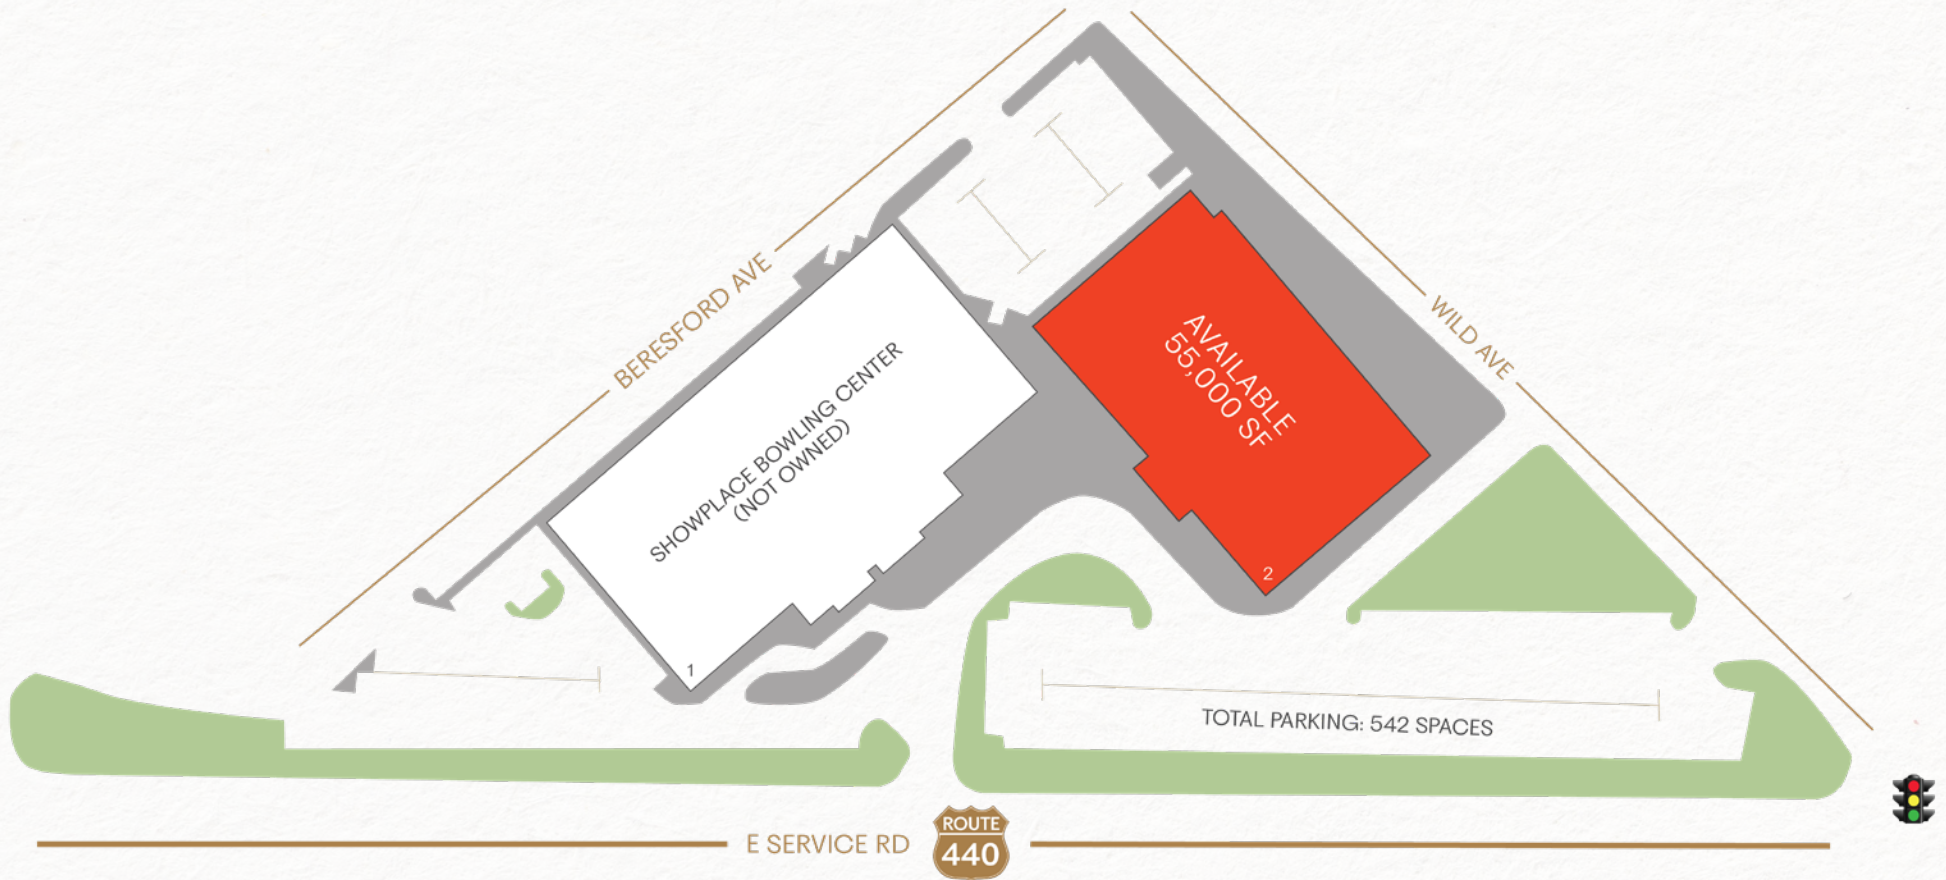 BERESFORD AVE
WILD AVE
AVAILABLE
55,000 SF
SHOWPLACE BOWLING CENTER
(NOT OWNED)
2
1
TOTAL PARKING: 542 SPACES
E SERVICE RD
ROUTE
440